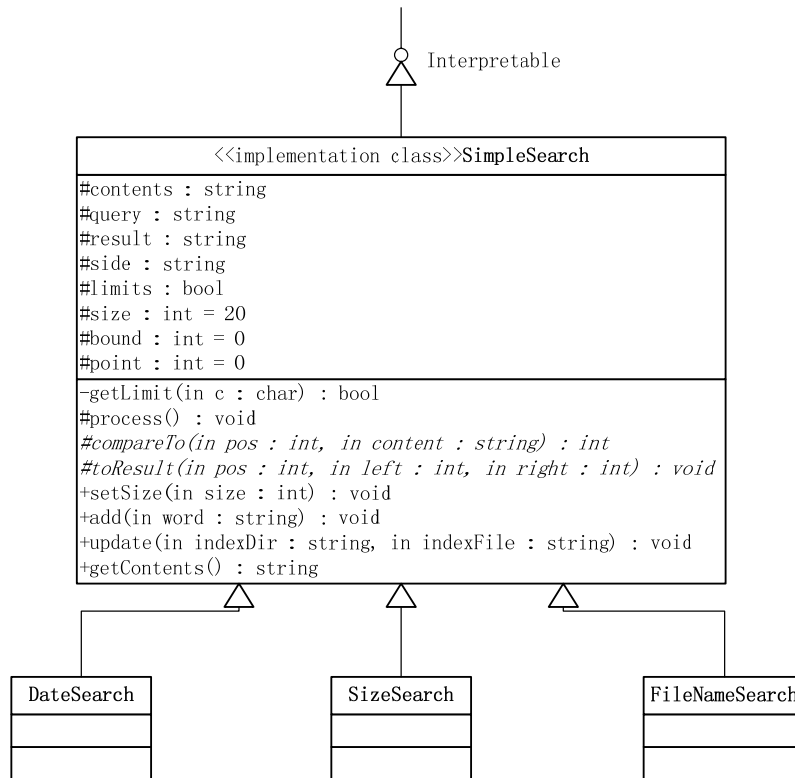 Interpretable
<<implementation class>>SimpleSearch
#contents : string
#query : string
#result : string
#side : string
#limits : bool
#size : int = 20
#bound : int = 0
#point : int = 0
-getLimit(in c : char) : bool
#process() : void
#compareTo(in pos : int, in content : string) : int
#toResult(in pos : int, in left : int, in right : int) : void
+setSize(in size : int) : void
+add(in word : string) : void
+update(in indexDir : string, in indexFile : string) : void
+getContents() : string
DateSearch
SizeSearch
FileNameSearch